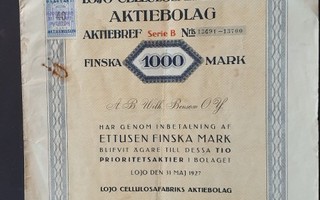 LOJO CELLULOSAFABRIKS
AKTIEBOLAG
AKTIEBREF Serie B No 13691-13700
FINSKA 1000 MARK
A.B. Wilh. Bensow O.Y.
HAR GENOM INBETALNING AF
ETTUSEN FINSKA MARK
BLIFVIT ÄGARE TILL DESSA TIO
PRIORITETSAKTIER I BOLAGET
LOJO DEN 31 MAJ 1927
LOJO CELLULOSAFABRIKS AKTIEBOLAG